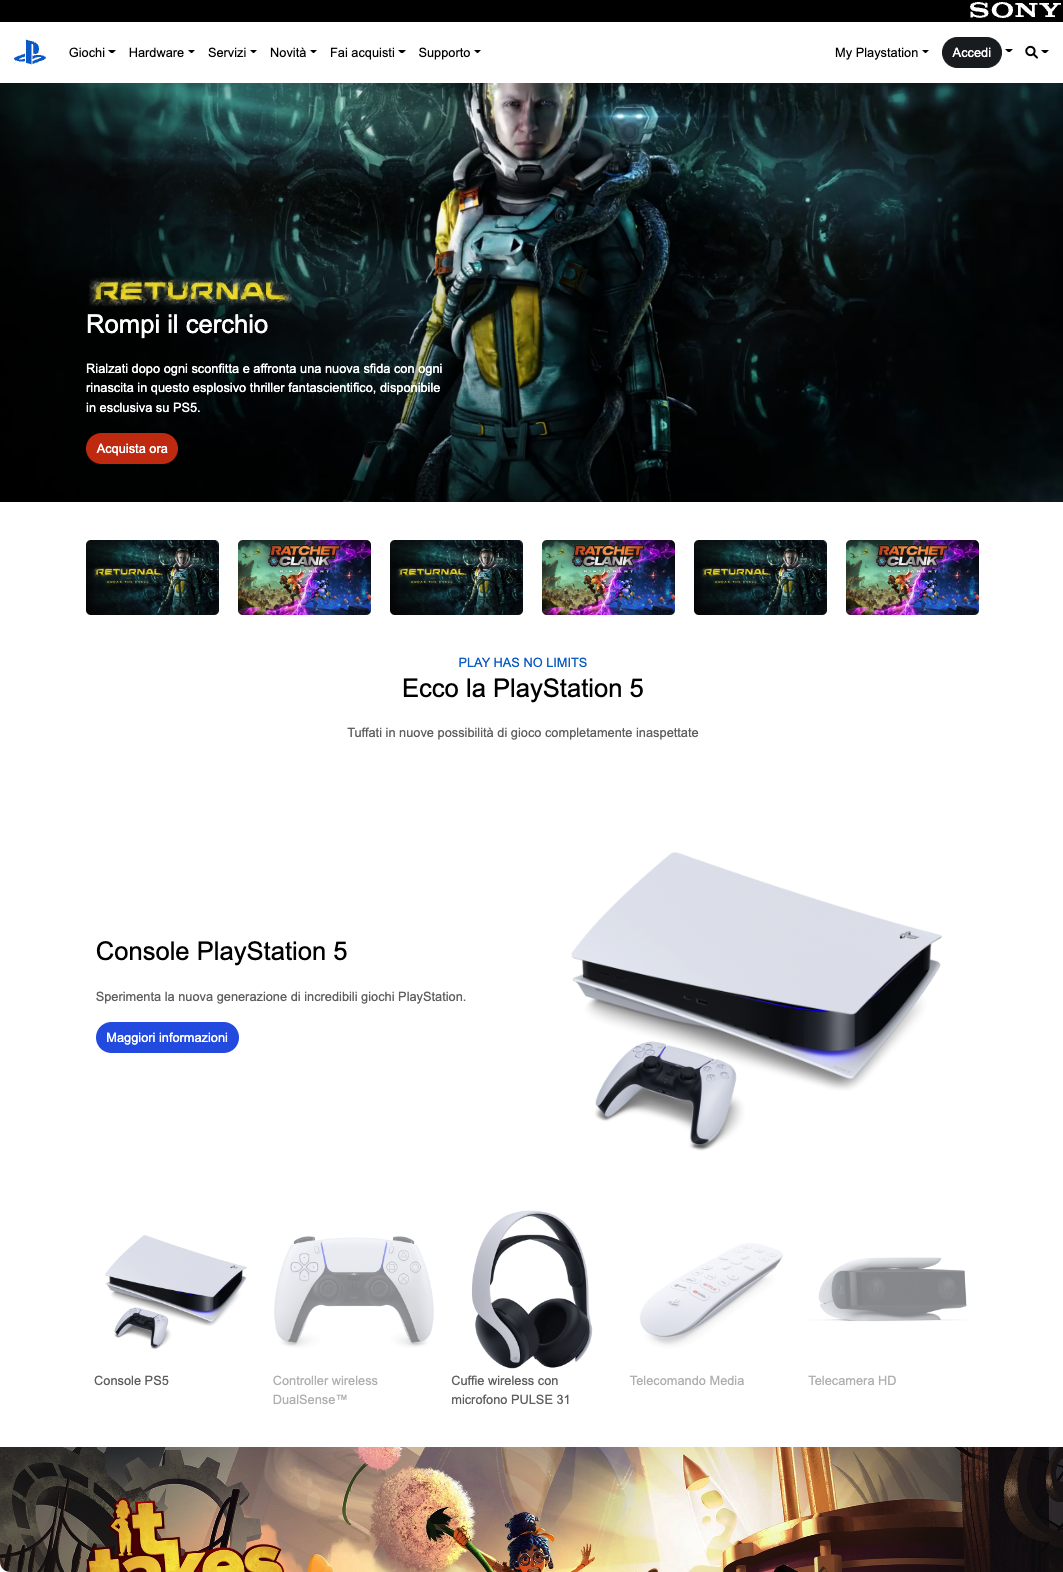 SONY
Giochi Hardware Servizi Novità Fai acquisti Supporto My Playstation Accedi
RETURNAL
Rompi il cerchio
Rialzati dopo ogni sconfitta e affronta una nuova sfida con ogni
rinascita in questo esplosivo thriller fantascientifico, disponibile
in esclusiva su PS5.
Acquista ora
RETURNAL RATCHET CLANK RETURNAL RATCHET CLANK RETURNAL RATCHET CLANK
PLAY HAS NO LIMITS
Ecco la PlayStation 5
Tuffati in nuove possibilità di gioco completamente inaspettate
Console PlayStation 5
Sperimenta la nuova generazione di incredibili giochi PlayStation.
Maggiori informazioni
Console PS5
Controller wireless
DualSense™
Cuffie wireless con
microfono PULSE 31
Telecomando Media
Telecamera HD
it
takes